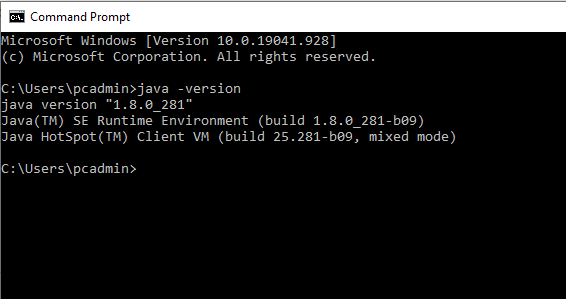 Command Prompt
Microsoft Windows [Version 10.0.19041.928]
(c) Microsoft Corporation. All rights reserved.
C:\Users\pcadmin>java -version
java version "1.8.0_281"
Java(TM) SE Runtime Environment (build 1.8.0_281-b09)
Java HotSpot(TM) Client VM (build 25.281-b09, mixed mode)
C:\Users\pcadmin>